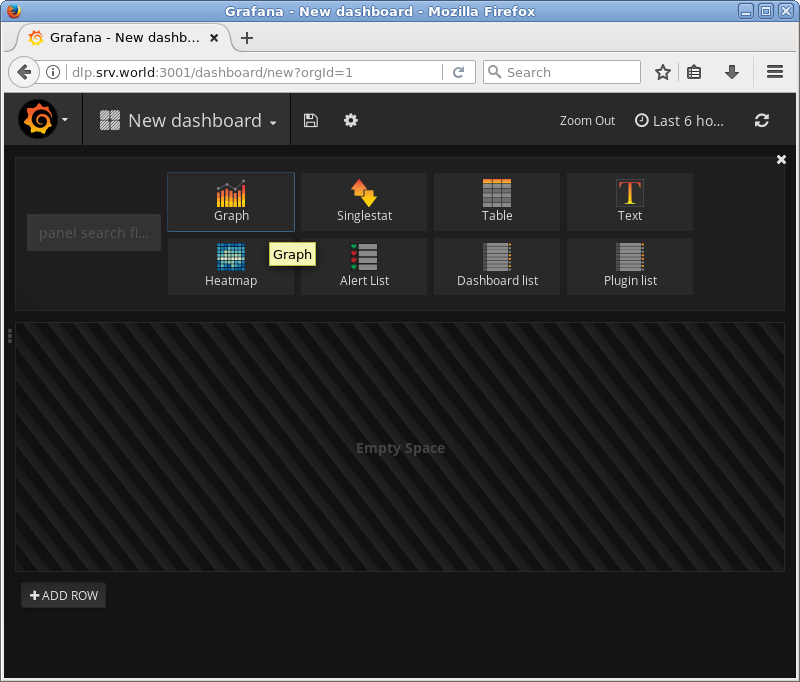 Grafana - New dashboard - Mozilla Firefox
Grafana - New dashb...
dlp.srv.world:3001/dashboard/new?orgId=1
Search
New dashboard
Zoom Out
Last 6 ho...
panel search fi...
Graph
Singlestat
Table
Text
Graph
Heatmap
Alert List
Dashboard list
Plugin list
Empty Space
ADD ROW